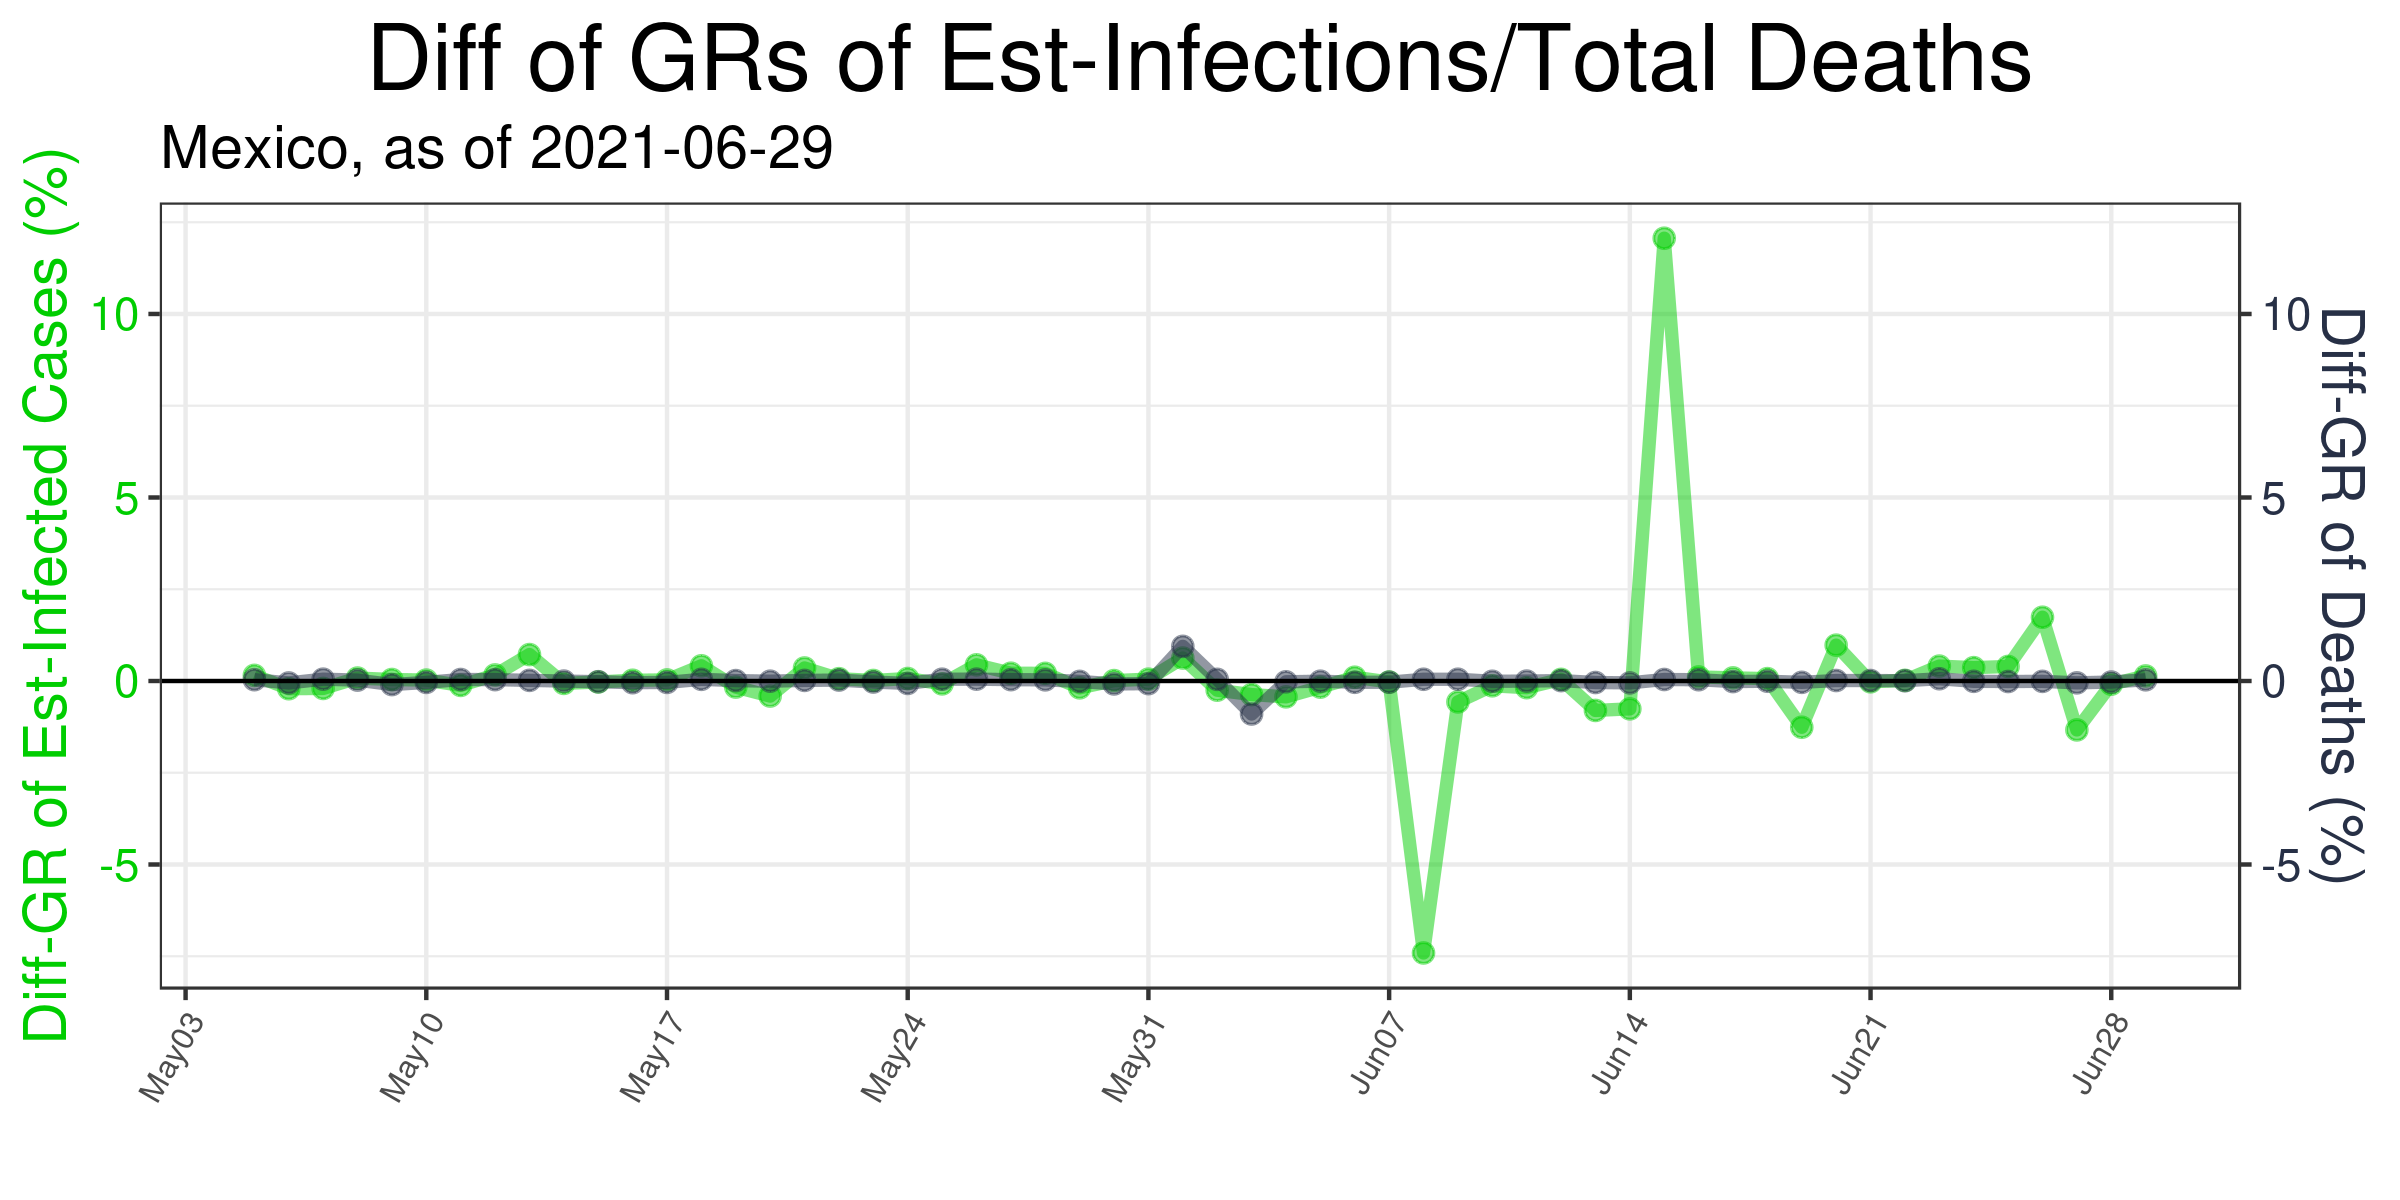 Diff of GRs of Est-Infections/Total Deaths
Mexico, as of 2021-06-29
Diff-GR of Est-Infected Cases (%)
10
5
0
-5
10
5
0
-5
Diff-GR of Deaths (%)
May03
May10
May17
May24
May31
Jun07
Jun14
Jun21
Jun28